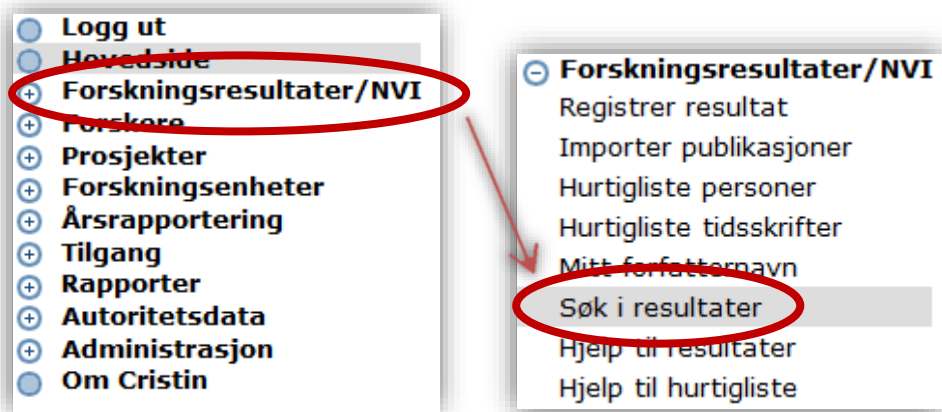 Logg ut
Hovedside
Forskningsresultater/NVI
Forskere
Prosjekter
Forskningsenheter
Årsrapportering
Tilgang
Rapporter
Autoritetsdata
Administrasjon
Om Cristin
Forskningsresultater/NVI
Registrer resultat
Importer publikasjoner
Hurtigliste personer
Hurtigliste tidsskrifter
Mitt forfatternavn
Søk i resultater
Hjelp til resultater
Hjelp til hurtigliste